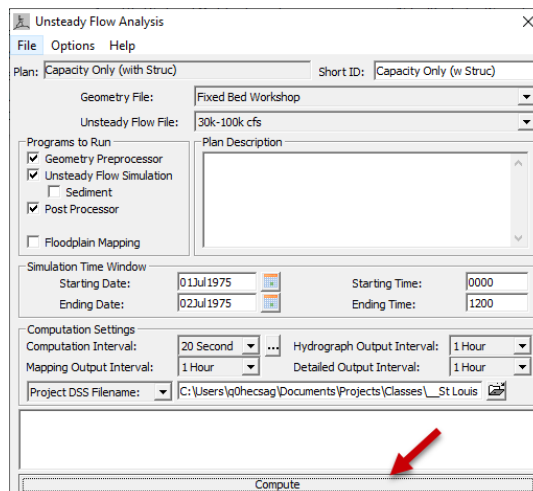 Unsteady Flow Analysis
File Options Help
Plan: Capacity Only (with Struc) Short ID: Capacity Only (w Struc)
Geometry File: Fixed Bed Workshop
Unsteady Flow File: 30k-100k cfs
Programs to Run Plan Description
Geometry Preprocessor
Unsteady Flow Simulation
Sediment
Post Processor
Floodplain Mapping
Simulation Time Window
Starting Date: 01Jul1975 Starting Time: 0000
Ending Date: 02Jul1975 Ending Time: 1200
Computation Settings
Computation Interval: 20 Second ... Hydrograph Output Interval: 1 Hour
Mapping Output Interval: 1 Hour Detailed Output Interval: 1 Hour
Project DSS Filename: C:\Users\q0hecsag\Documents\Projects\Classes\__St Louis
Compute